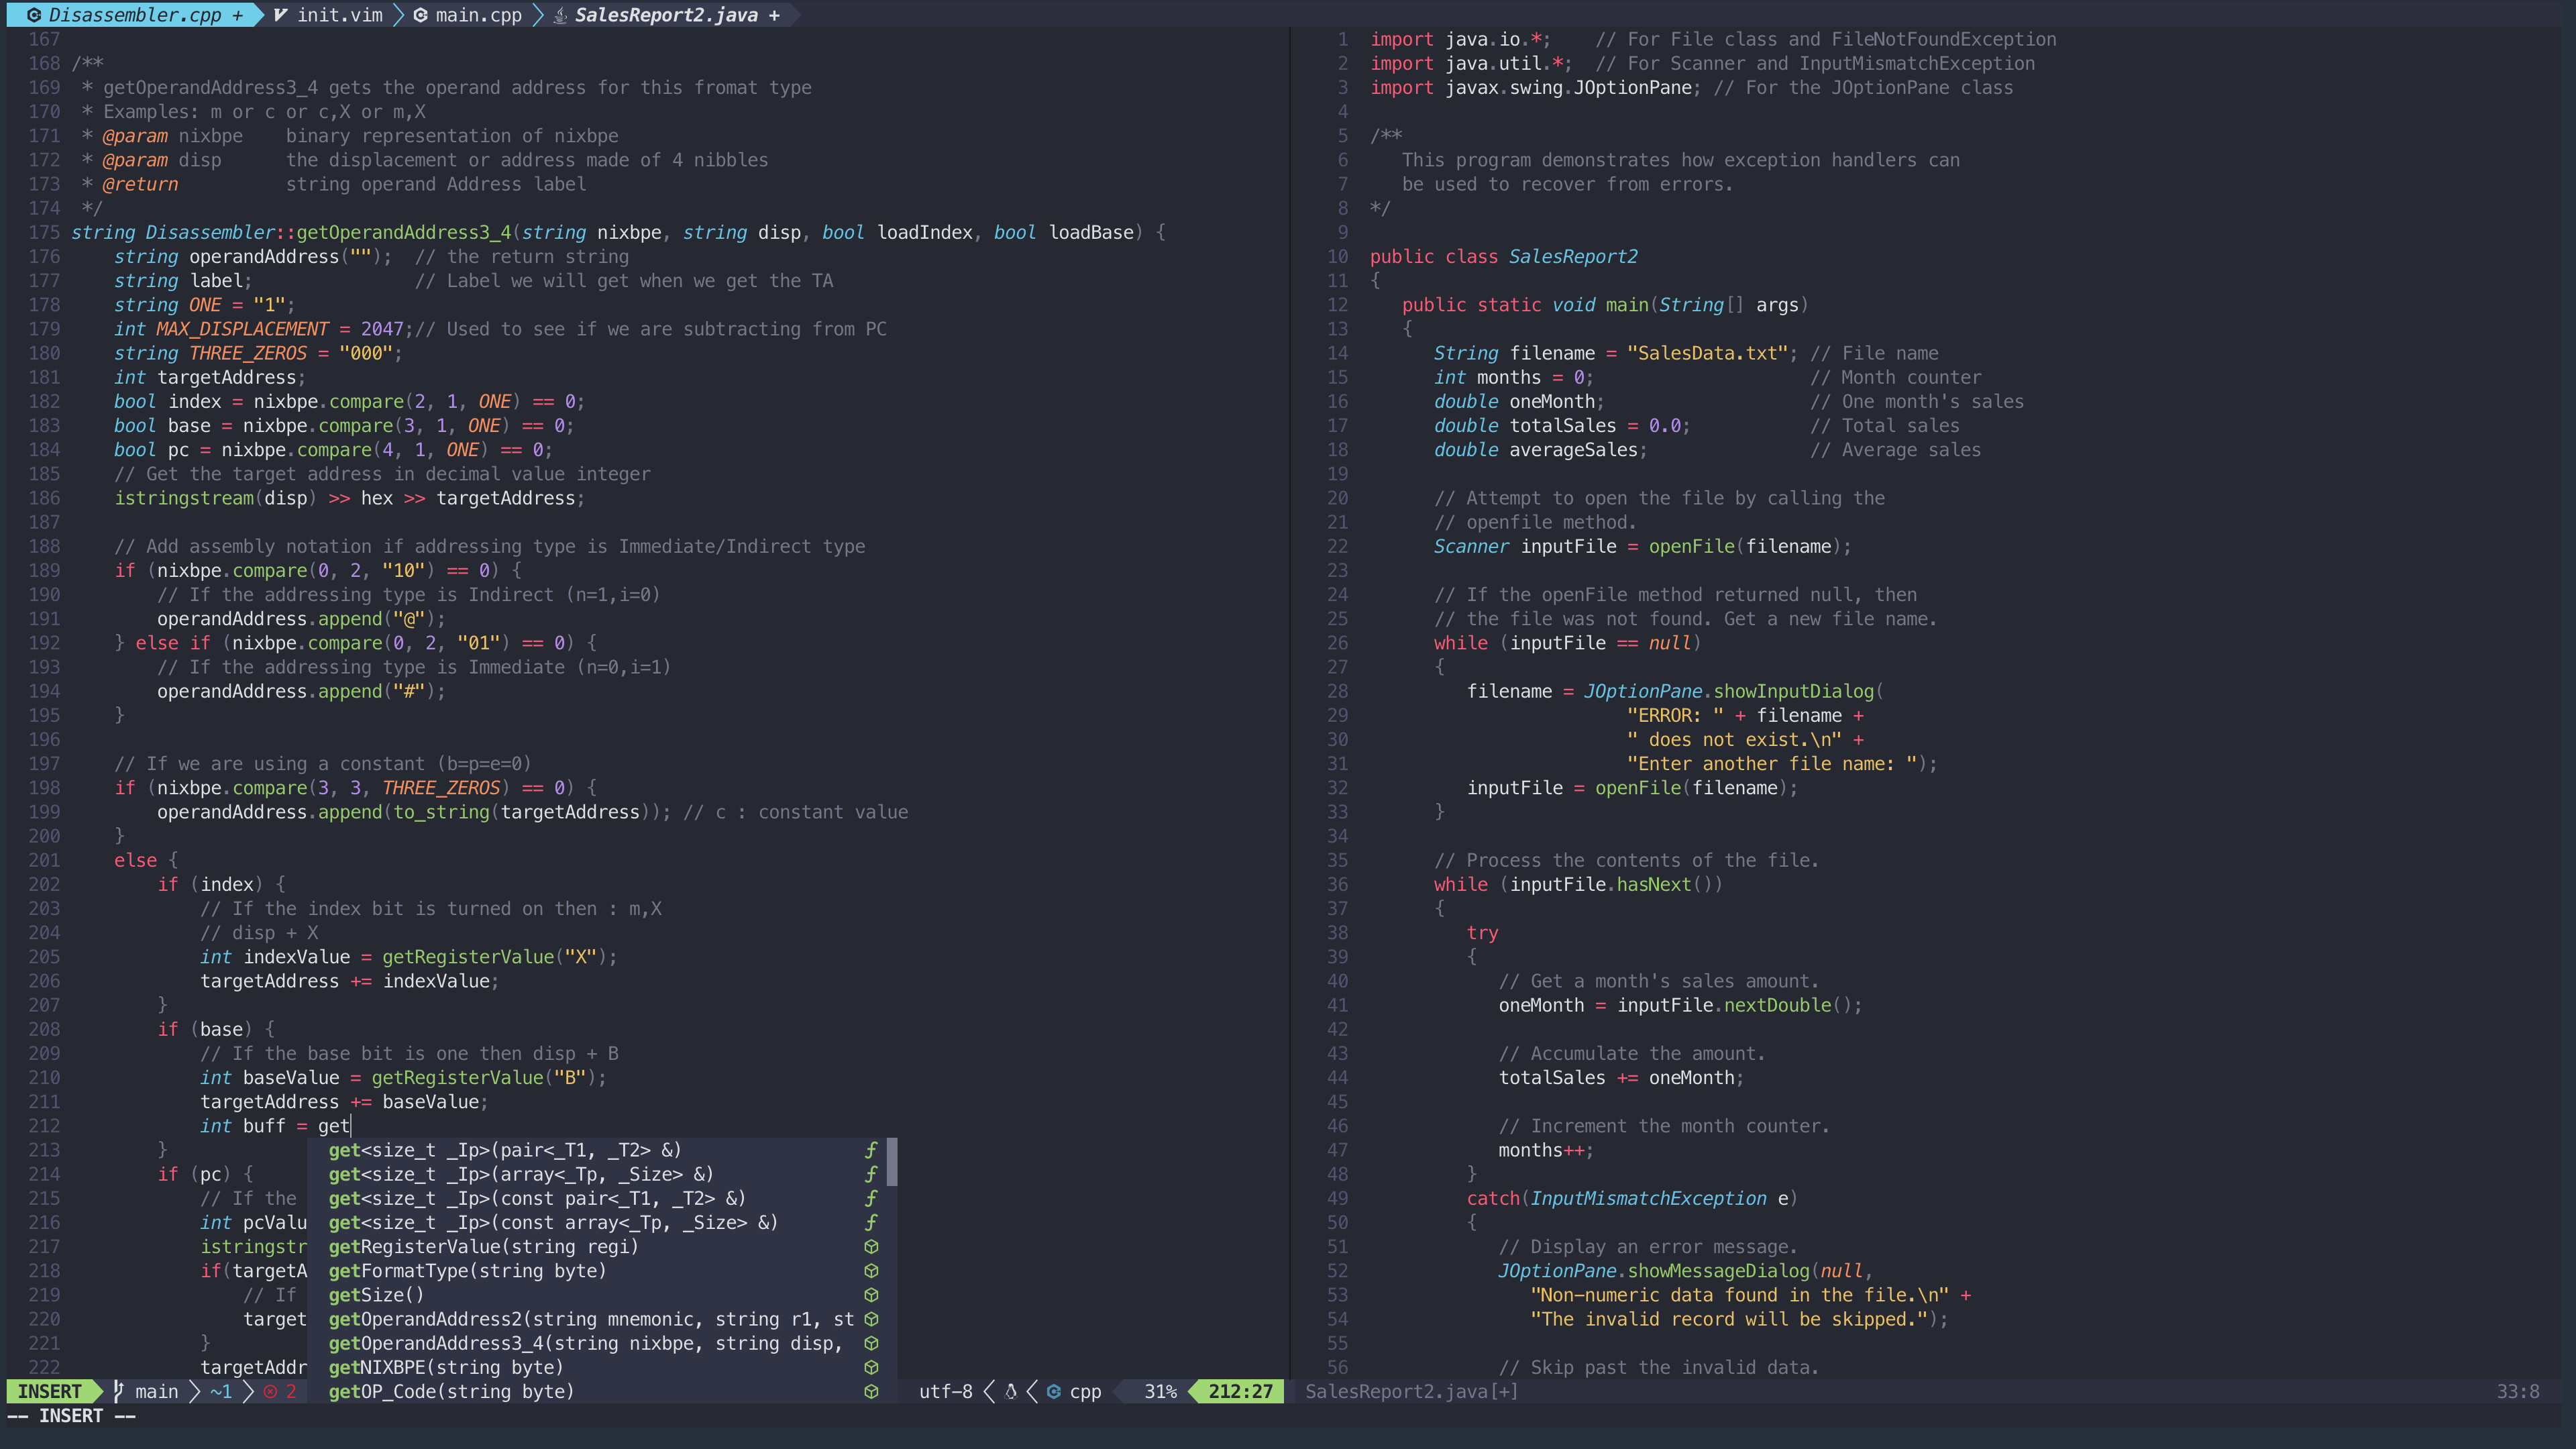 Disassembler.cpp + init.vim main.cpp SalesReport2.java +
167
168 /**
169 * getOperandAddress3_4 gets the operand address for this fromat type
170 * Examples: m or c or c,X or m,X
171 * @param nixbpe    binary representation of nixbpe
172 * @param disp      the displacement or address made of 4 nibbles
173 * @return          string operand Address label
174 */
175 string Disassembler::getOperandAddress3_4(string nixbpe, string disp, bool loadIndex, bool loadBase) {
176     string operandAddress("");  // the return string
177     string label;               // Label we will get when we get the TA
178     string ONE = "1";
179     int MAX_DISPLACEMENT = 2047;// Used to see if we are subtracting from PC
180     string THREE_ZEROS = "000";
181     int targetAddress;
182     bool index = nixbpe.compare(2, 1, ONE) == 0;
183     bool base = nixbpe.compare(3, 1, ONE) == 0;
184     bool pc = nixbpe.compare(4, 1, ONE) == 0;
185     // Get the target address in decimal value integer
186     istringstream(disp) >> hex >> targetAddress;
187
188     // Add assembly notation if addressing type is Immediate/Indirect type
189     if (nixbpe.compare(0, 2, "10") == 0) {
190         // If the addressing type is Indirect (n=1,i=0)
191         operandAddress.append("@");
192     } else if (nixbpe.compare(0, 2, "01") == 0) {
193         // If the addressing type is Immediate (n=0,i=1)
194         operandAddress.append("#");
195     }
196
197     // If we are using a constant (b=p=e=0)
198     if (nixbpe.compare(3, 3, THREE_ZEROS) == 0) {
199         operandAddress.append(to_string(targetAddress)); // c : constant value
200     }
201     else {
202         if (index) {
203             // If the index bit is turned on then : m,X
204             // disp + X
205             int indexValue = getRegisterValue("X");
206             targetAddress += indexValue;
207         }
208         if (base) {
209             // If the base bit is one then disp + B
210             int baseValue = getRegisterValue("B");
211             targetAddress += baseValue;
212             int buff = get
213         }
214         if (pc) {
215             // If the
216             int pcValu
217             istringstr
218             if(targetA
219                 // If
220                 target
221             }
222             targetAddr
get<size_t _Ip>(pair<_T1, _T2> &) ƒ
get<size_t _Ip>(array<_Tp, _Size> &) ƒ
get<size_t _Ip>(const pair<_T1, _T2> &) ƒ
get<size_t _Ip>(const array<_Tp, _Size> &) ƒ
getRegisterValue(string regi)
getFormatType(string byte)
getSize()
getOperandAddress2(string mnemonic, string r1, st
getOperandAddress3_4(string nixbpe, string disp,
getNIXBPE(string byte)
getOP_Code(string byte)
INSERT main ~1 2 utf-8 cpp 31% 212:27
-- INSERT --
1 import java.io.*;    // For File class and FileNotFoundException
2 import java.util.*;  // For Scanner and InputMismatchException
3 import javax.swing.JOptionPane; // For the JOptionPane class
4
5 /**
6    This program demonstrates how exception handlers can
7    be used to recover from errors.
8 */
9
10 public class SalesReport2
11 {
12    public static void main(String[] args)
13    {
14       String filename = "SalesData.txt"; // File name
15       int months = 0;                    // Month counter
16       double oneMonth;                   // One month's sales
17       double totalSales = 0.0;           // Total sales
18       double averageSales;               // Average sales
19
20       // Attempt to open the file by calling the
21       // openfile method.
22       Scanner inputFile = openFile(filename);
23
24       // If the openFile method returned null, then
25       // the file was not found. Get a new file name.
26       while (inputFile == null)
27       {
28          filename = JOptionPane.showInputDialog(
29                         "ERROR: " + filename +
30                         " does not exist.\n" +
31                         "Enter another file name: ");
32          inputFile = openFile(filename);
33       }
34
35       // Process the contents of the file.
36       while (inputFile.hasNext())
37       {
38          try
39          {
40             // Get a month's sales amount.
41             oneMonth = inputFile.nextDouble();
42
43             // Accumulate the amount.
44             totalSales += oneMonth;
45
46             // Increment the month counter.
47             months++;
48          }
49          catch(InputMismatchException e)
50          {
51             // Display an error message.
52             JOptionPane.showMessageDialog(null,
53                "Non-numeric data found in the file.\n" +
54                "The invalid record will be skipped.");
55
56             // Skip past the invalid data.
SalesReport2.java[+] 33:8